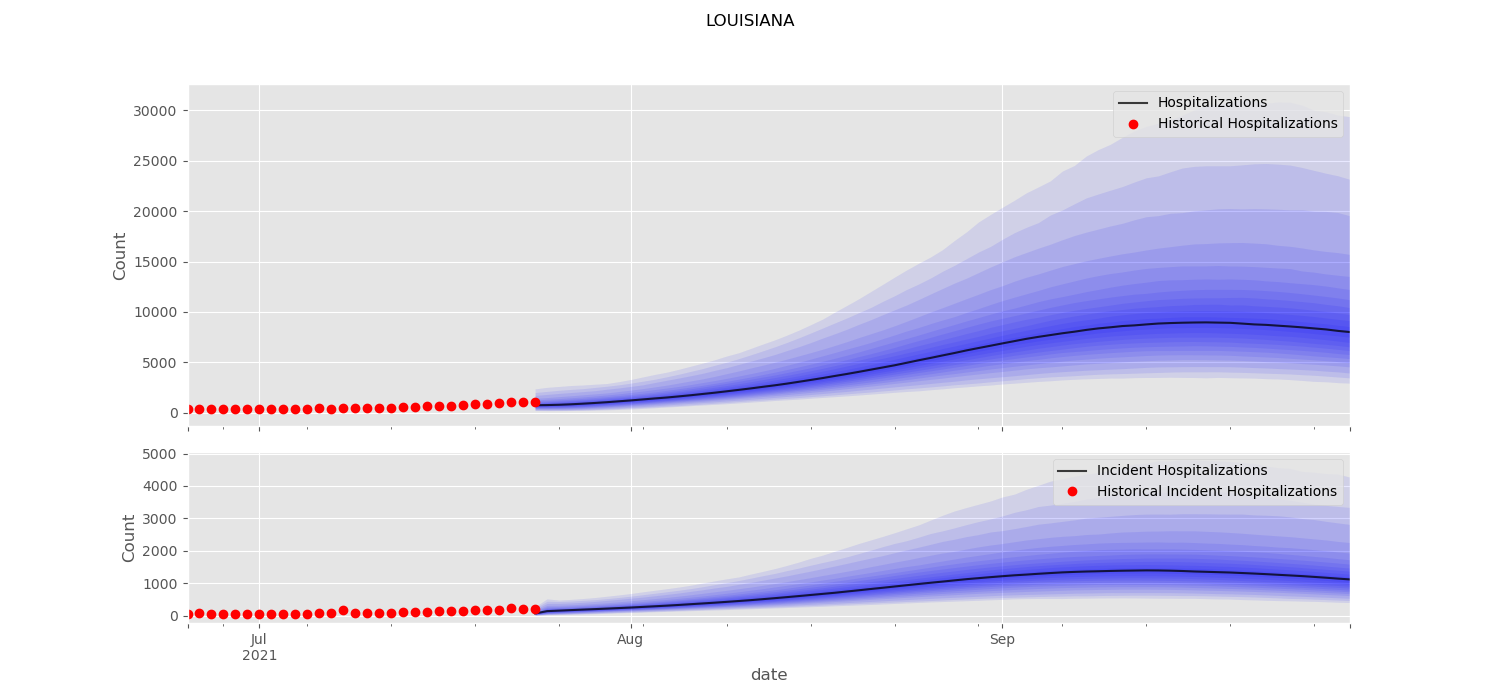 LOUISIANA
30000
25000
20000
15000
10000
5000
0
Count
Hospitalizations
Historical Hospitalizations
5000
4000
3000
2000
1000
0
Count
Incident Hospitalizations
Historical Incident Hospitalizations
Jul
2021
Aug
Sep
date